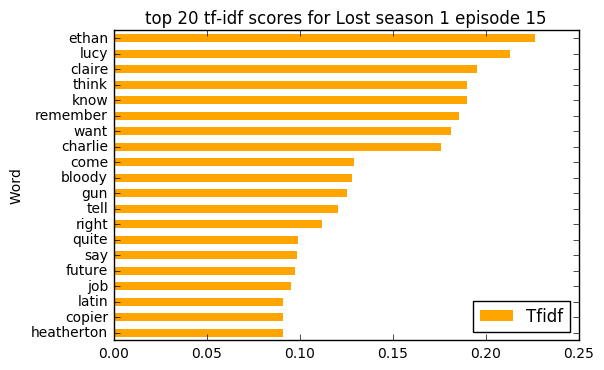 top 20 tf-idf scores for Lost season 1 episode 15
Word
ethan
lucy
claire
think
know
remember
want
charlie
come
bloody
gun
tell
right
quite
say
future
job
latin
copier
heatherton
Tfidf
0.00 0.05 0.10 0.15 0.20 0.25